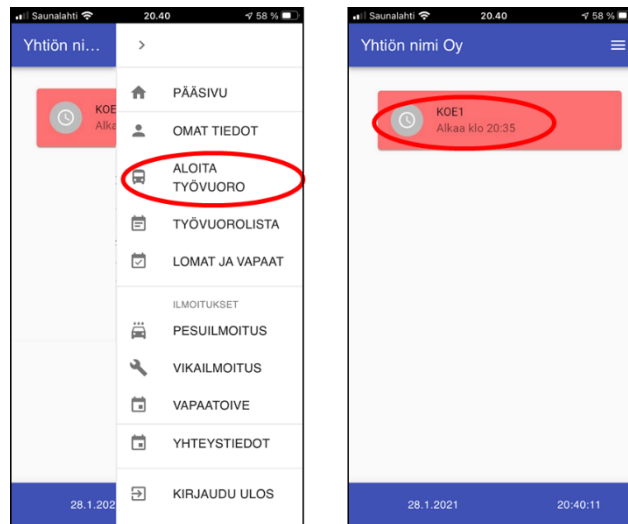 Saunalahti 20.40 58 %
Yhtiön ni...
KOE
Alka
PÄÄSIVU
OMAT TIEDOT
ALOITA
TYÖVUORO
TYÖVUOROLISTA
LOMAT JA VAPAAT
ILMOITUKSET
PESUILMOITUS
VIKAILMOITUS
VAPAATOIVE
YHTEYSTIEDOT
KIRJAUDU ULOS
28.1.202
Saunalahti 20.40 58 %
Yhtiön nimi Oy
KOE1
Alkaa klo 20:35
28.1.2021 20:40:11